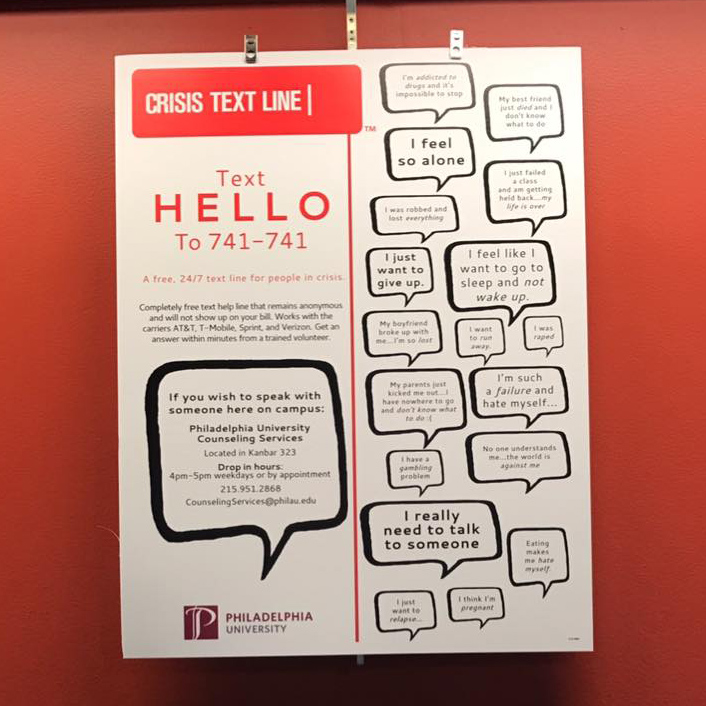 CRISIS TEXT LINE|
TM
Text
HELLO
To 741-741
A free, 24/7 text line for people in crisis.
Completely free text help line that remains anonymous
and will not show up on your bill. Works with the
carriers AT&T, T-Mobile, Sprint, and Verizon. Get an
answer within minutes from a trained volunteer.
If you wish to speak with
someone here on campus:
Philadelphia University
Counseling Services
Located in Kanbar 323
Drop in hours:
4pm-5pm weekdays or by appointment
215.951.2868
CounselingServices@philau.edu
PHILADELPHIA
UNIVERSITY
I'm addicted to
drugs and it's
impossible to stop
My best friend
just died and I
don't know
what to do
I feel
so alone
I just failed
a class
and am getting
held back...my
life is over
I was robbed and
lost everything
I just
want to
give up.
I feel like I
want to go to
sleep and not
wake up.
My boyfriend
broke up with
me...I'm so lost
I want
to run
away.
I was
raped
My parents just
kicked me out...I
have nowhere to go
and don't know what
to do :(
I'm such
a failure and
hate myself...
No one understands
me...the world is
against me
I have a
gambling
problem
I really
need to talk
to someone
Eating
makes
me hate
myself.
I just
want to
relapse...
I think I'm
pregnant